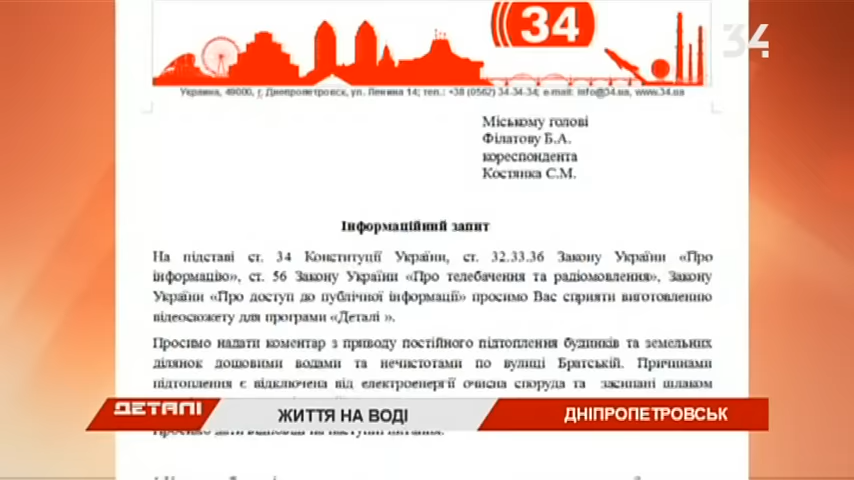 34
34
Украина, 49000, г. Днепропетровск, ул. Ленина 14; тел.: +38 (0562) 34-34-34; e-mail: info@34.ua, www.34.ua
Міському голові
Філатову Б.А.
кореспондента
Костянка С.М.
Інформаційний запит
На підставі ст. 34 Конституції України, ст. 32.33.36 Закону України «Про
інформацію», ст. 56 Закону України «Про телебачення та радіомовлення», Закону
України «Про доступ до публічної інформації» просимо Вас сприяти виготовленню
відеосюжету для програми «Деталі ».
Просимо надати коментар з приводу постійного підтоплення будинків та земельних
ділянок дощовими водами та нечистотами по вулиці Братській. Причинами
підтоплення є відключена від електроенергії очисна споруда та засипані шлаком
ДЕТАЛІ
ЖИТТЯ НА ВОДІ
ДНІПРОПЕТРОВСЬК